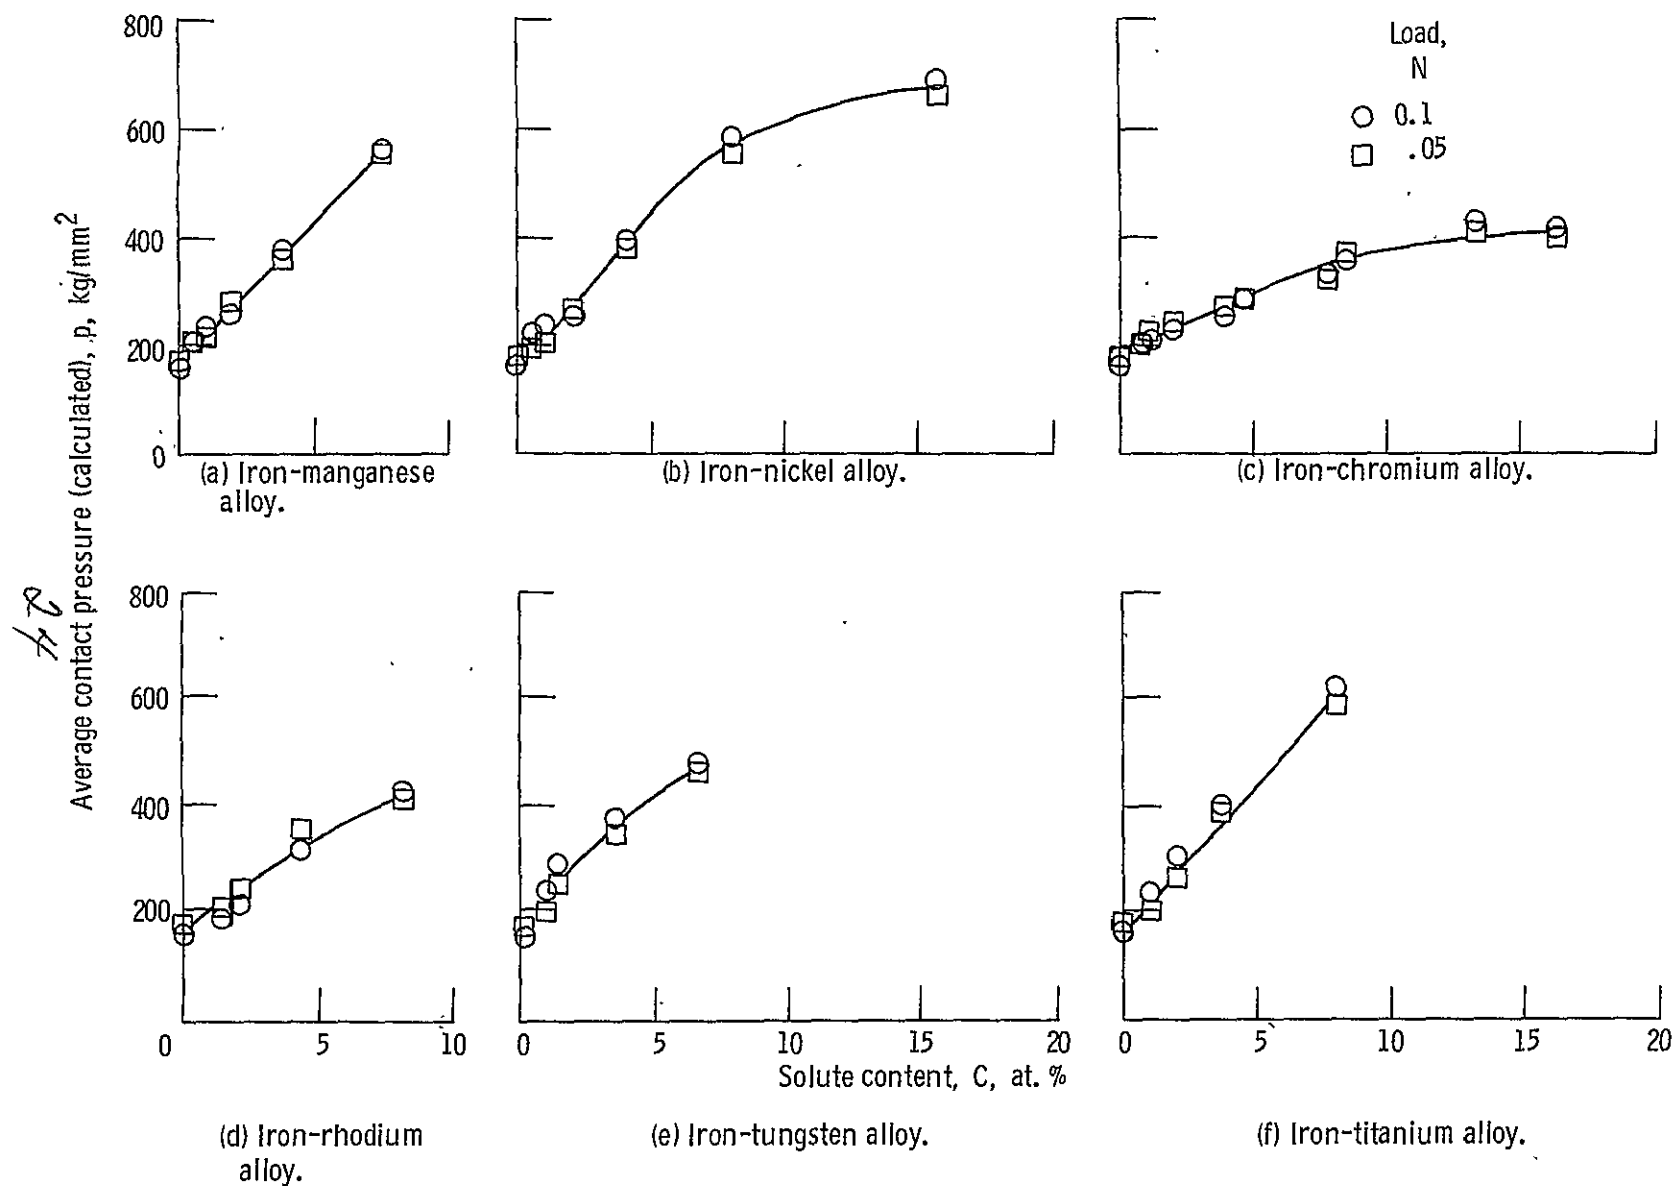 800
600
400
200
0
Load,
N
0.1
.05
(a) Iron-manganese
alloy.
(b) Iron-nickel alloy.
(c) Iron-chromium alloy.
Average contact pressure (calculated), p, kg/mm²
800
600
400
200
0
5
10
0
5
10
15
20
0
5
10
15
20
Solute content, C, at. %
(d) Iron-rhodium
alloy.
(e) Iron-tungsten alloy.
(f) Iron-titanium alloy.